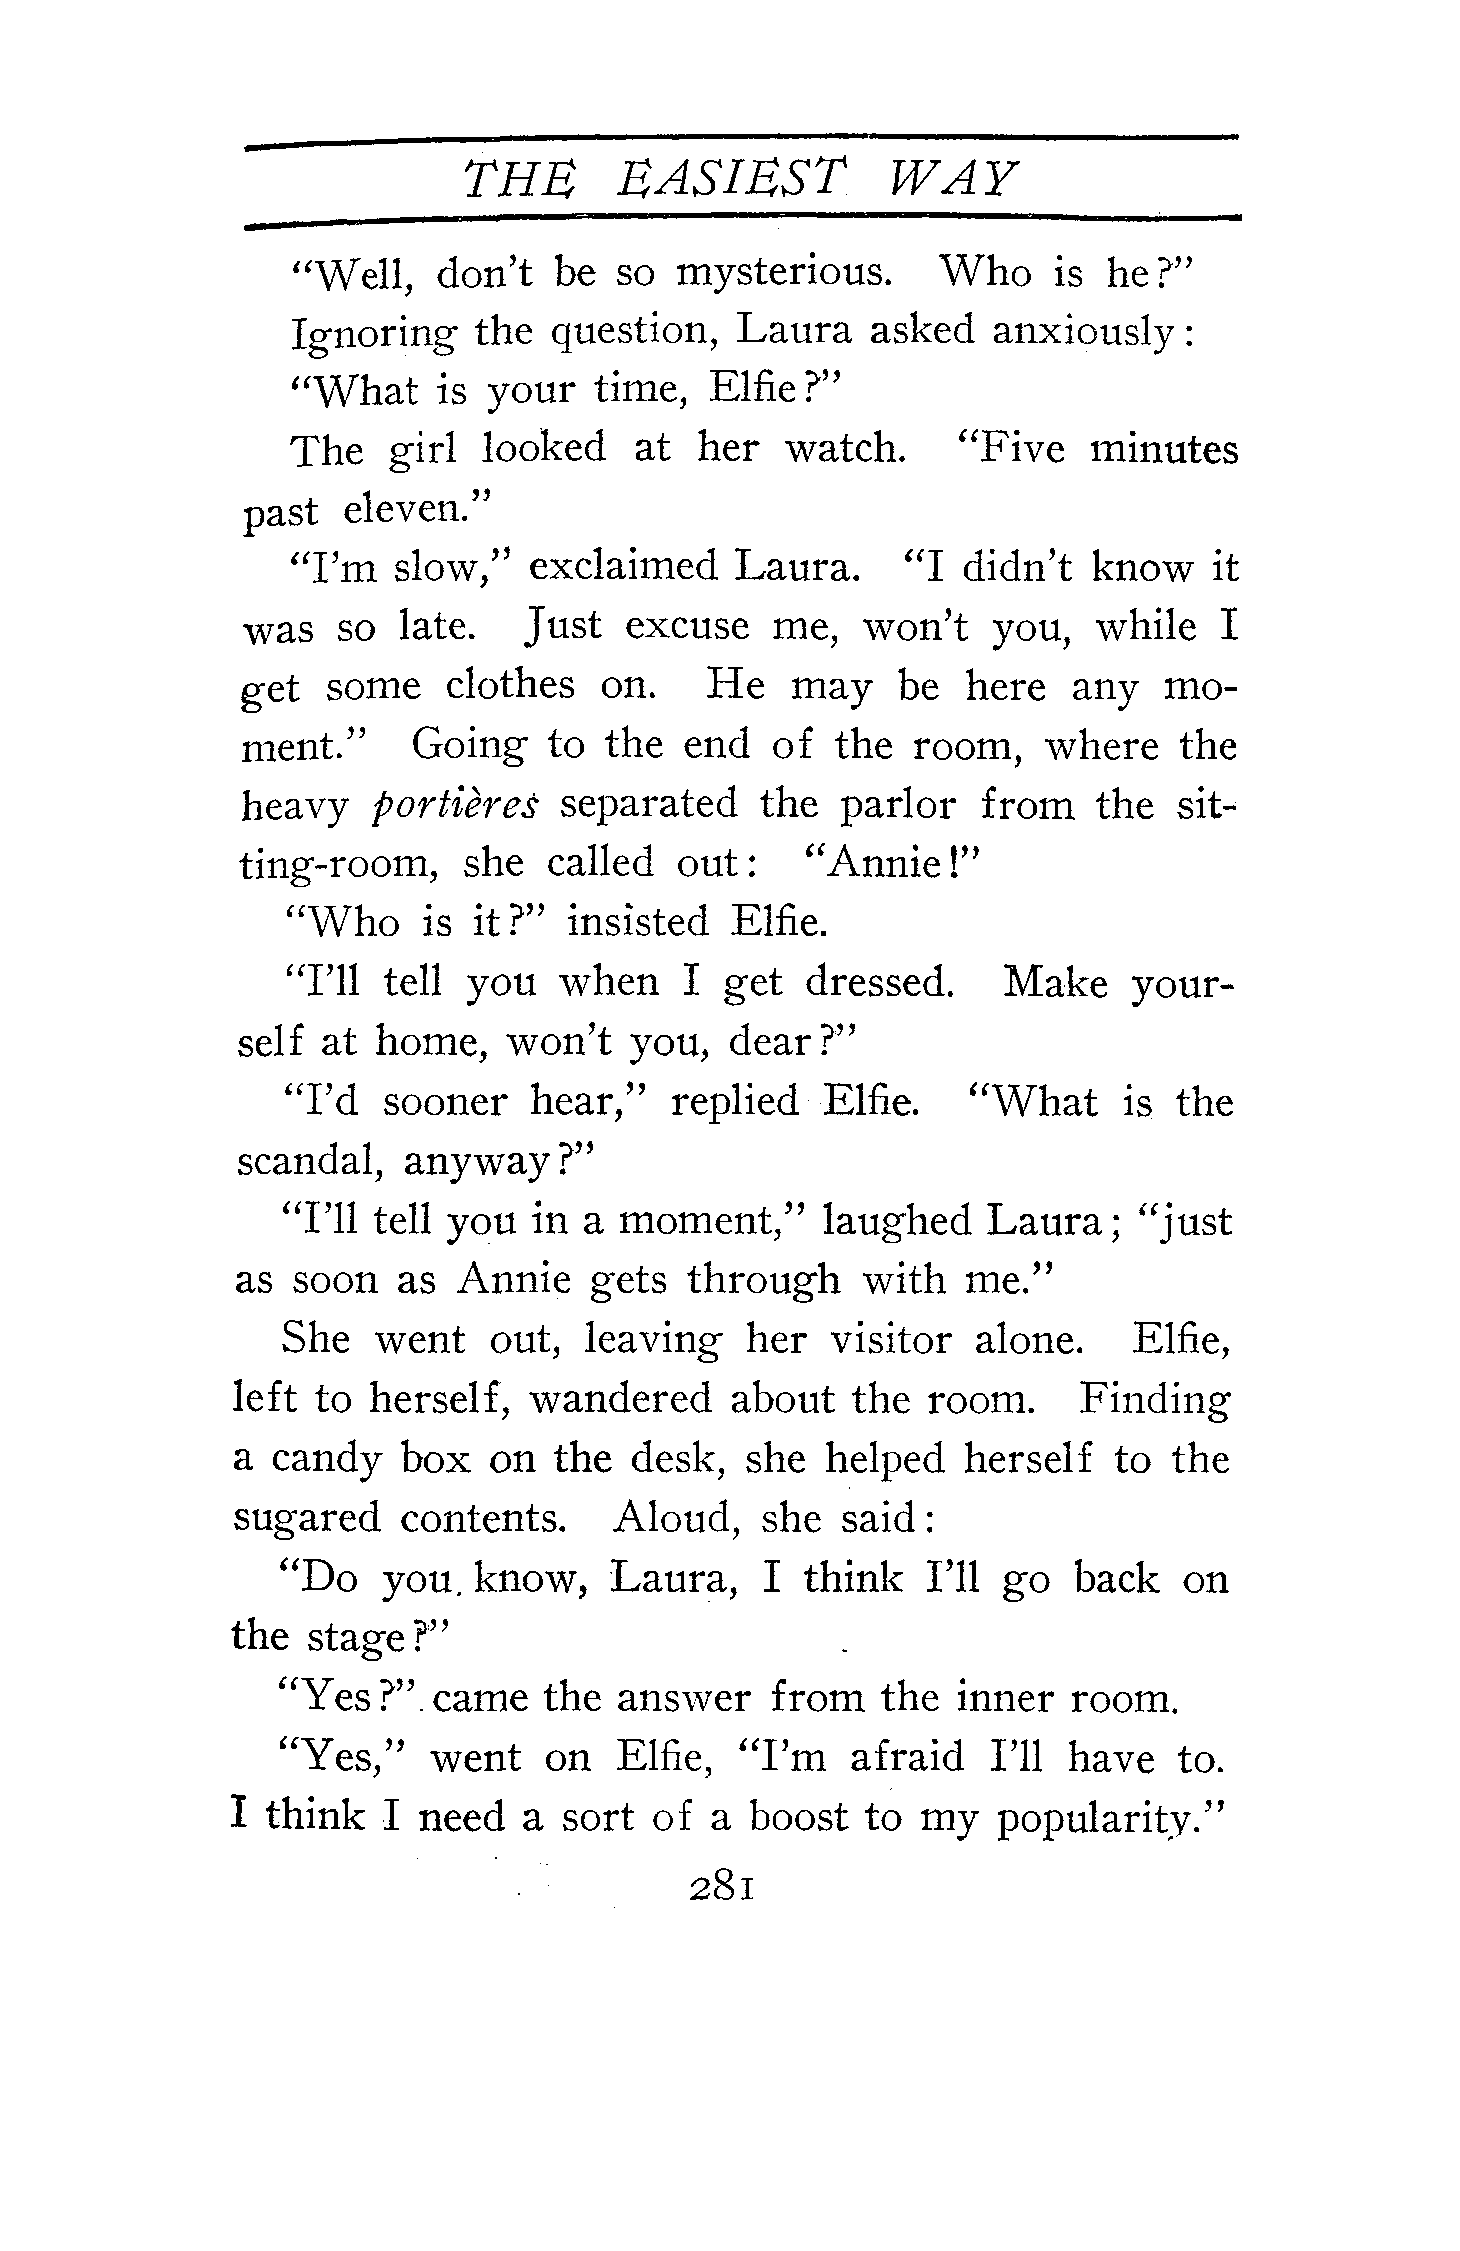 THE EASIEST WAY
“Well, don’t be so mysterious. Who is he?”
Ignoring the question, Laura asked anxiously:
“What is your time, Elfie?”
The girl looked at her watch. “Five minutes
past eleven.”
“I’m slow,” exclaimed Laura. “I didn’t know it
was so late. Just excuse me, won’t you, while I
get some clothes on. He may be here any mo-
ment.” Going to the end of the room, where the
heavy portières separated the parlor from the sit-
ting-room, she called out: “Annie!”
“Who is it?” insisted Elfie.
“I’ll tell you when I get dressed. Make your-
self at home, won’t you, dear?”
“I’d sooner hear,” replied Elfie. “What is the
scandal, anyway?”
“I’ll tell you in a moment,” laughed Laura; “just
as soon as Annie gets through with me.”
She went out, leaving her visitor alone. Elfie,
left to herself, wandered about the room. Finding
a candy box on the desk, she helped herself to the
sugared contents. Aloud, she said:
“Do you know, Laura, I think I’ll go back on
the stage?”
“Yes?” came the answer from the inner room.
“Yes,” went on Elfie, “I’m afraid I’ll have to.
I think I need a sort of a boost to my popularity.”
281